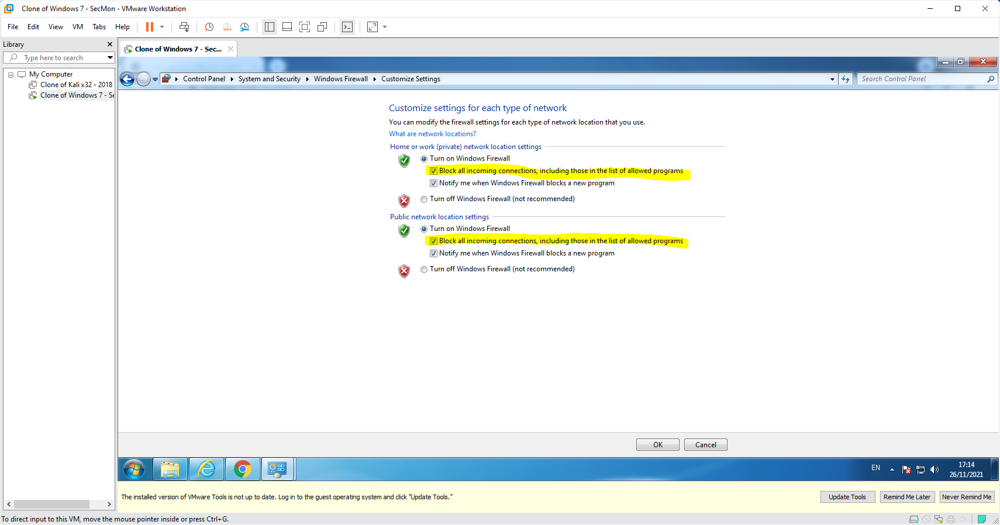 Clone of Windows 7 - SecMon - VMware Workstation
File Edit View VM Tabs Help
Library
Type here to search
My Computer
Clone of Kali x32 - 2018
Clone of Windows 7 - Se
Clone of Windows 7 - Sec...
Control Panel System and Security Windows Firewall Customize Settings
Search Control Panel
Customize settings for each type of network
You can modify the firewall settings for each type of network location that you use.
What are network locations?
Home or work (private) network location settings
Turn on Windows Firewall
Block all incoming connections, including those in the list of allowed programs
Notify me when Windows Firewall blocks a new program
Turn off Windows Firewall (not recommended)
Public network location settings
Turn on Windows Firewall
Block all incoming connections, including those in the list of allowed programs
Notify me when Windows Firewall blocks a new program
Turn off Windows Firewall (not recommended)
OK Cancel
EN
17:14
26/11/2021
The installed version of VMware Tools is not up to date. Log in to the guest operating system and click "Update Tools."
Update Tools Remind Me Later Never Remind Me
To direct input to this VM, move the mouse pointer inside or press Ctrl+G.